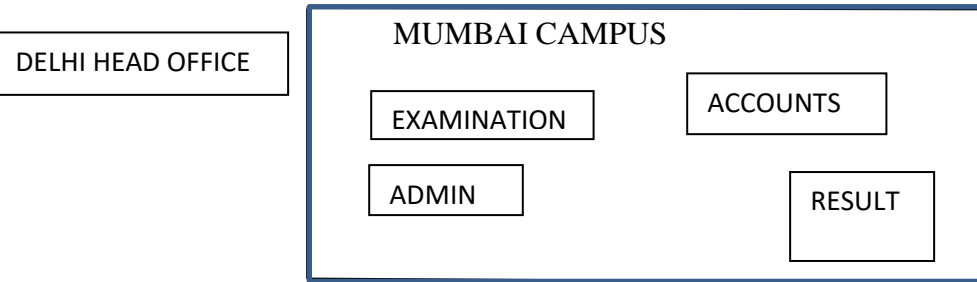 MUMBAI CAMPUS
DELHI HEAD OFFICE
EXAMINATION
ACCOUNTS
ADMIN
RESULT